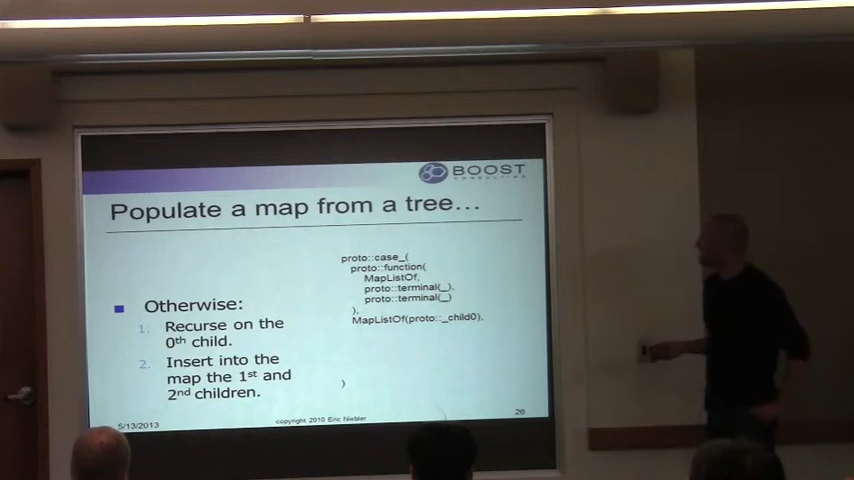 BOOST
CONSULTING
Populate a map from a tree…
proto::case_(
proto::function(
MapListOf,
proto::terminal(_),
proto::terminal(_)
),
MapListOf(proto::_child0),
)
Otherwise:
1. Recurse on the
0th child.
2. Insert into the
map the 1st and
2nd children.
5/13/2013
copyright 2010 Eric Niebler
26